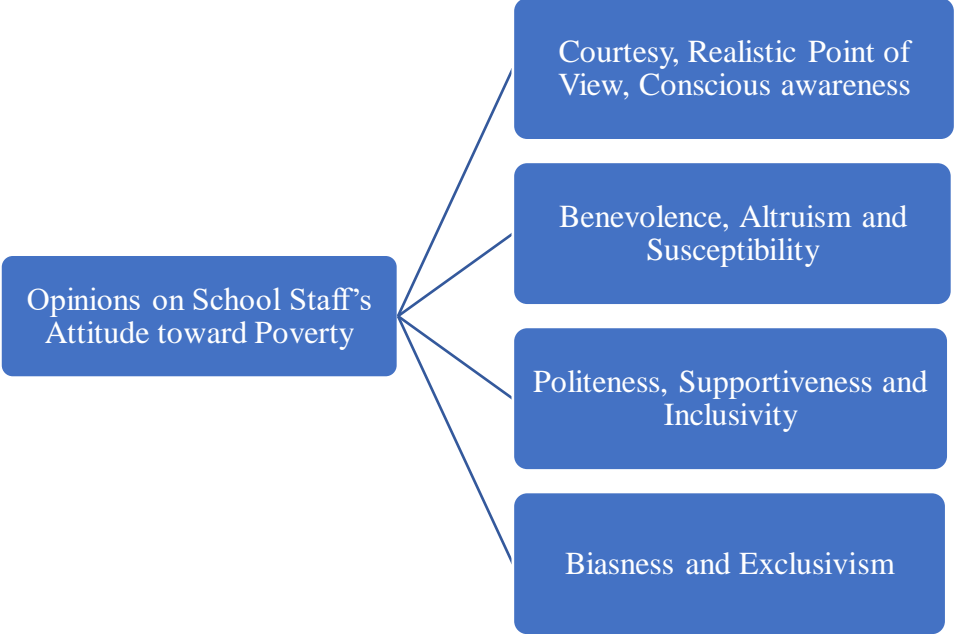 Courtesy, Realistic Point of
View, Conscious awareness
Benevolence, Altruism and
Susceptibility
Opinions on School Staff’s
Attitude toward Poverty
Politeness, Supportiveness and
Inclusivity
Biasness and Exclusivism